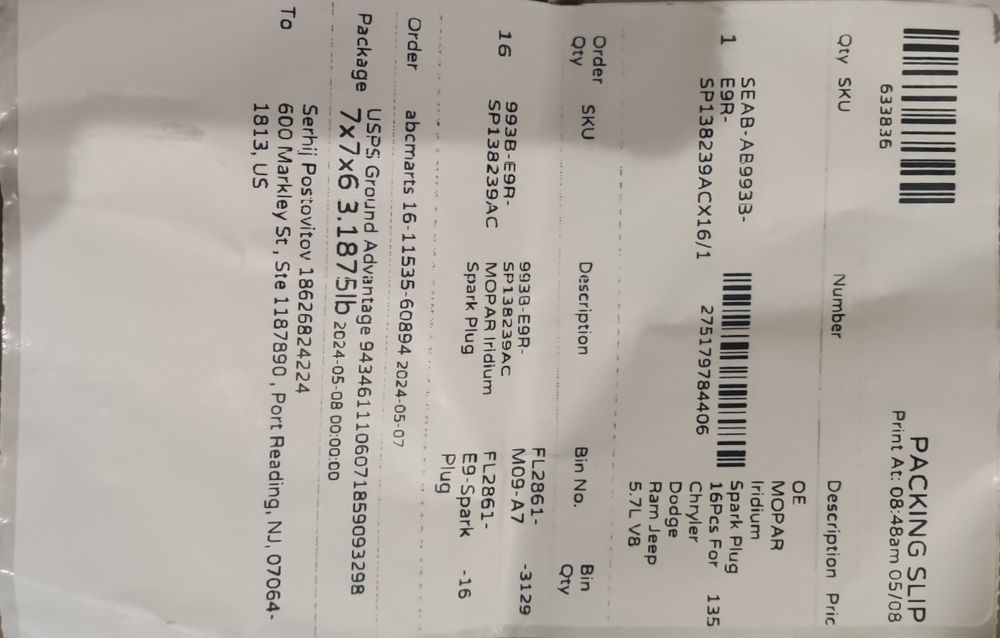 PACKING SLIP
Print At: 08:48am 05/08
633836
Qty SKU Number Description Pric
1 SEAB-AB993B-
E9R-
SP138239ACX16/1
275179784406
OE
MOPAR
Iridium
Spark Plug
16Pcs For 135
Chryler
Dodge
Ram Jeep
5.7L V8
Order
Qty SKU Description Bin No. Bin
Qty
16 993B-E9R-
SP138239AC
993B-E9R-
SP138239AC
MOPAR Iridium
Spark Plug
FL2861-
M09-A7 -3129
FL2861-
E9-Spark -16
Plug
Order abcmarts 16-11535-60894 2024-05-07
Package USPS Ground Advantage 9434611106071859093298
7x7x6 3.1875lb 2024-05-08 00:00:00
To Serhij Postovitov 18626824224
600 Markley St , Ste 1187890 , Port Reading, NJ, 07064-
1813, US